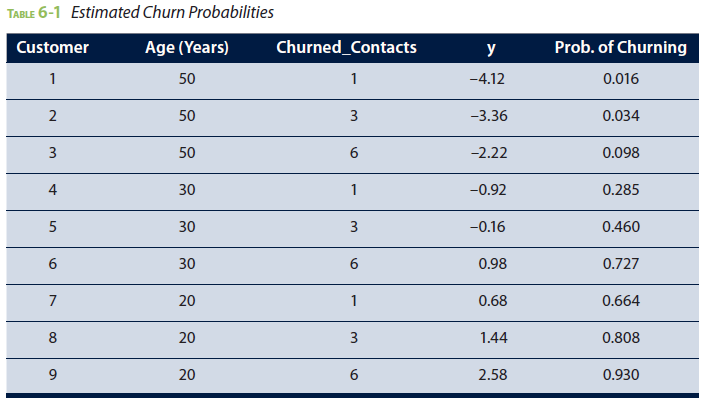 TABLE 6-1 Estimated Churn Probabilities
Customer Age (Years) Churned_Contacts y Prob. of Churning
1 50 1 −4.12 0.016
2 50 3 −3.36 0.034
3 50 6 −2.22 0.098
4 30 1 −0.92 0.285
5 30 3 −0.16 0.460
6 30 6 0.98 0.727
7 20 1 0.68 0.664
8 20 3 1.44 0.808
9 20 6 2.58 0.930